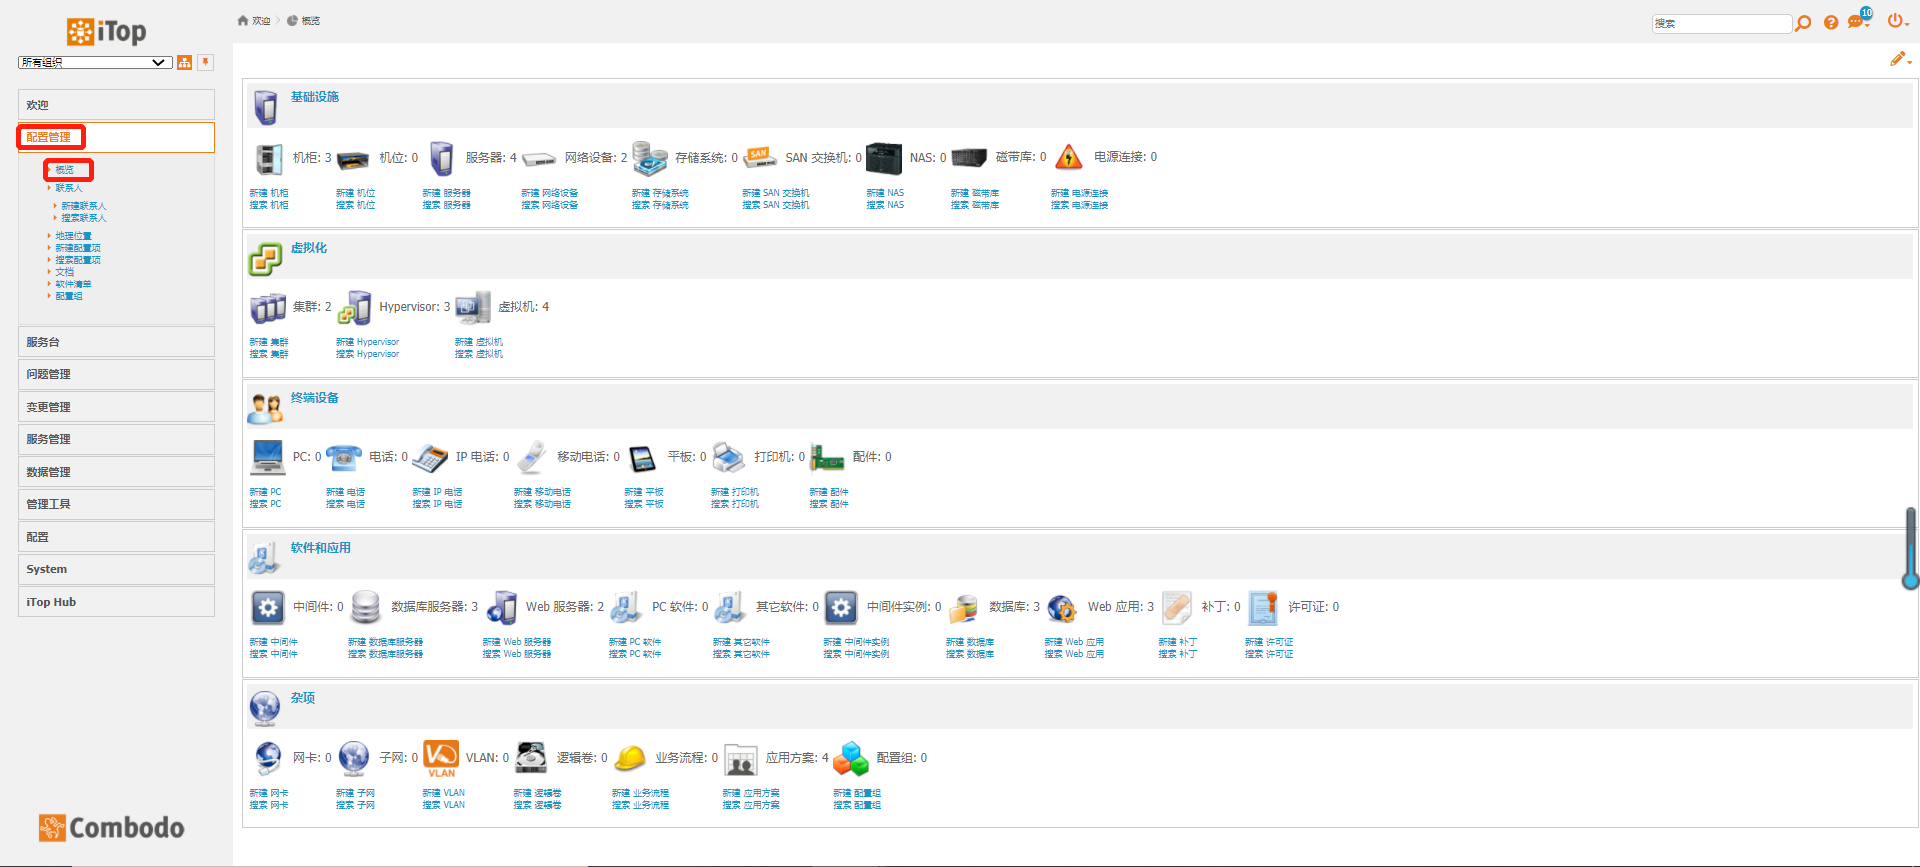 iTop
所有组织
欢迎
配置管理
概览
联系人
新建联系人
搜索联系人
地理位置
新建配置项
搜索配置项
文档
软件清单
配置组
服务台
问题管理
变更管理
服务管理
数据管理
管理工具
配置
System
iTop Hub
Combodo
欢迎 概览
搜索
10
基础设施
机柜: 3 机位: 0 服务器: 4 网络设备: 2 存储系统: 0 SAN SAN 交换机: 0 NAS: 0 磁带库: 0 电源连接: 0
新建 机柜 新建 机位 新建 服务器 新建 网络设备 新建 存储系统 新建 SAN 交换机 新建 NAS 新建 磁带库 新建 电源连接
搜索 机柜 搜索 机位 搜索 服务器 搜索 网络设备 搜索 存储系统 搜索 SAN 交换机 搜索 NAS 搜索 磁带库 搜索 电源连接
虚拟化
集群: 2 Hypervisor: 3 虚拟机: 4
新建 集群 新建 Hypervisor 新建 虚拟机
搜索 集群 搜索 Hypervisor 搜索 虚拟机
终端设备
PC: 0 电话: 0 IP 电话: 0 移动电话: 0 平板: 0 打印机: 0 配件: 0
新建 PC 新建 电话 新建 IP 电话 新建 移动电话 新建 平板 新建 打印机 新建 配件
搜索 PC 搜索 电话 搜索 IP 电话 搜索 移动电话 搜索 平板 搜索 打印机 搜索 配件
软件和应用
中间件: 0 数据库服务器: 3 Web 服务器: 2 PC 软件: 0 其它软件: 0 中间件实例: 0 数据库: 3 Web 应用: 3 补丁: 0 许可证: 0
新建 中间件 新建 数据库服务器 新建 Web 服务器 新建 PC 软件 新建 其它软件 新建 中间件实例 新建 数据库 新建 Web 应用 新建 补丁 新建 许可证
搜索 中间件 搜索 数据库服务器 搜索 Web 服务器 搜索 PC 软件 搜索 其它软件 搜索 中间件实例 搜索 数据库 搜索 Web 应用 搜索 补丁 搜索 许可证
杂项
网卡: 0 子网: 0 VLAN VLAN: 0 逻辑卷: 0 业务流程: 0 应用方案: 4 配置组: 0
新建 网卡 新建 子网 新建 VLAN 新建 逻辑卷 新建 业务流程 新建 应用方案 新建 配置组
搜索 网卡 搜索 子网 搜索 VLAN 搜索 逻辑卷 搜索 业务流程 搜索 应用方案 搜索 配置组